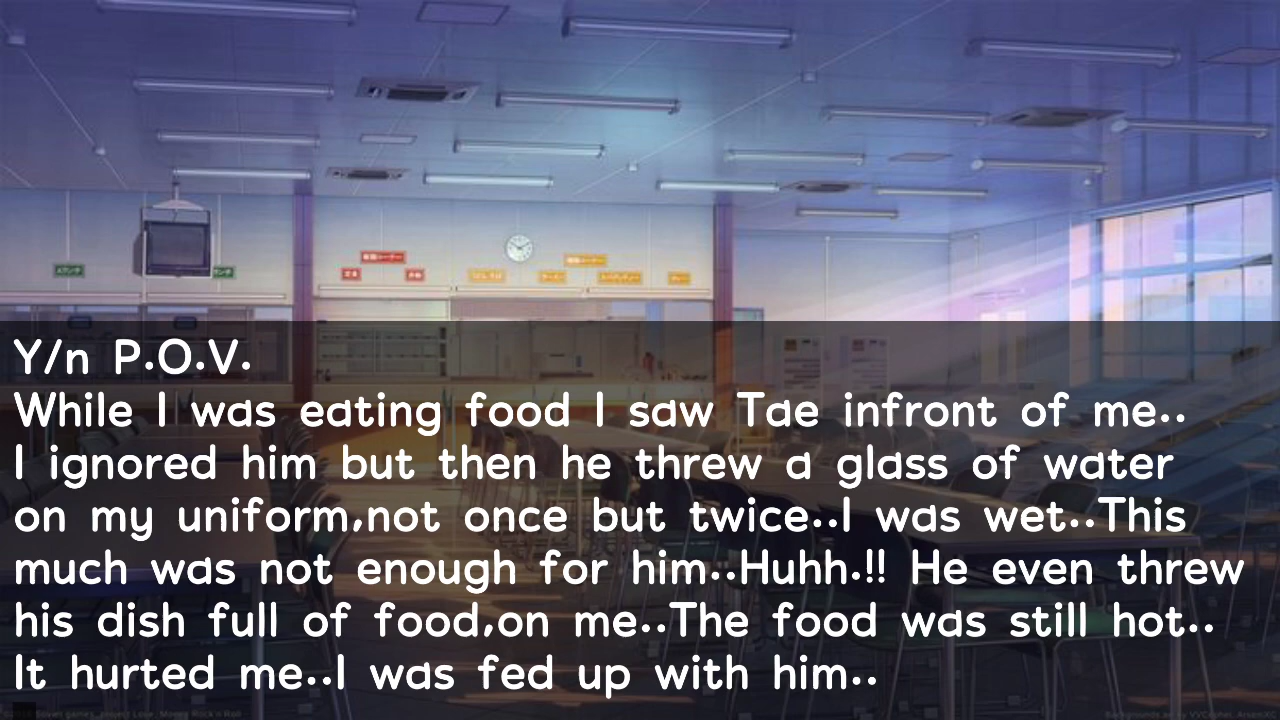 Y/n P.O.V.
While I was eating food I saw Tae infront of me..
I ignored him but then he threw a glass of water
on my uniform,not once but twice..I was wet..This
much was not enough for him..Huhh.!! He even threw
his dish full of food,on me..The food was still hot..
It hurted me..I was fed up with him..